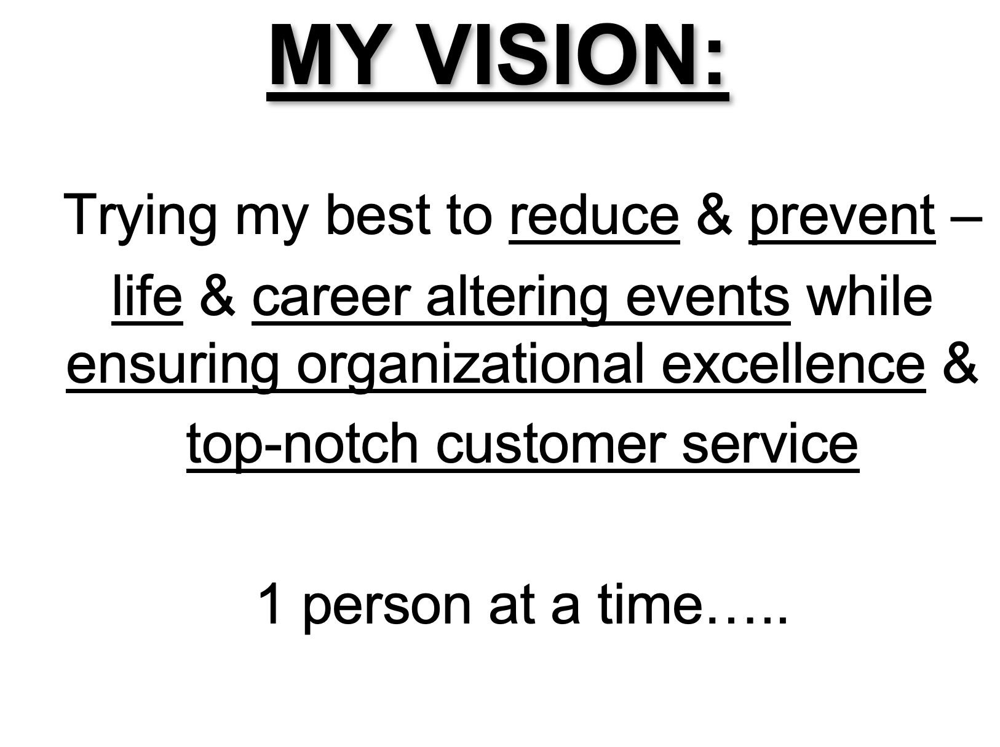 MY VISION:
Trying my best to reduce & prevent –
life & career altering events while
ensuring organizational excellence &
top-notch customer service
1 person at a time…..